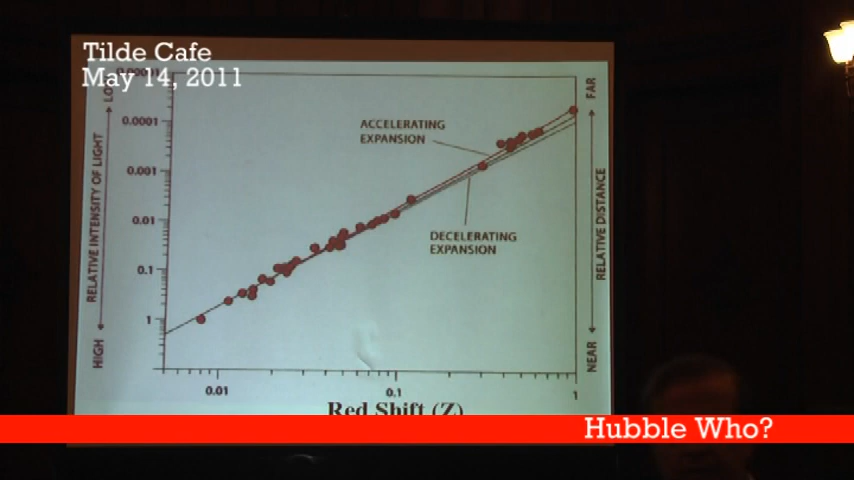 Tilde Cafe
May 14, 2011
0.0001
0.001
0.01
0.1
1
HIGH
RELATIVE INTENSITY OF LIGHT
ACCELERATING
EXPANSION
DECELERATING
EXPANSION
FAR
RELATIVE DISTANCE
NEAR
0.01
0.1
1
Red Shift (Z)
Hubble Who?